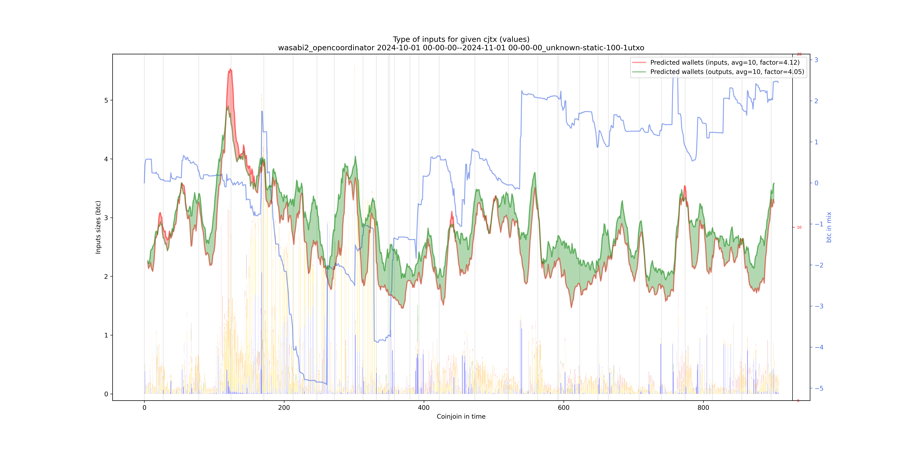 Type of inputs for given cjtx (values)
wasabi2_opencoordinator 2024-10-01 00-00-00--2024-11-01 00-00-00_unknown-static-100-1utxo
Predicted wallets (inputs, avg=10, factor=4.12)
Predicted wallets (outputs, avg=10, factor=4.05)
Inputs sizes (btc)
5
4
3
2
1
0
3
2
1
0
−1
−2
−3
−4
−5
btc in mix
0
200
400
600
800
Coinjoin in time